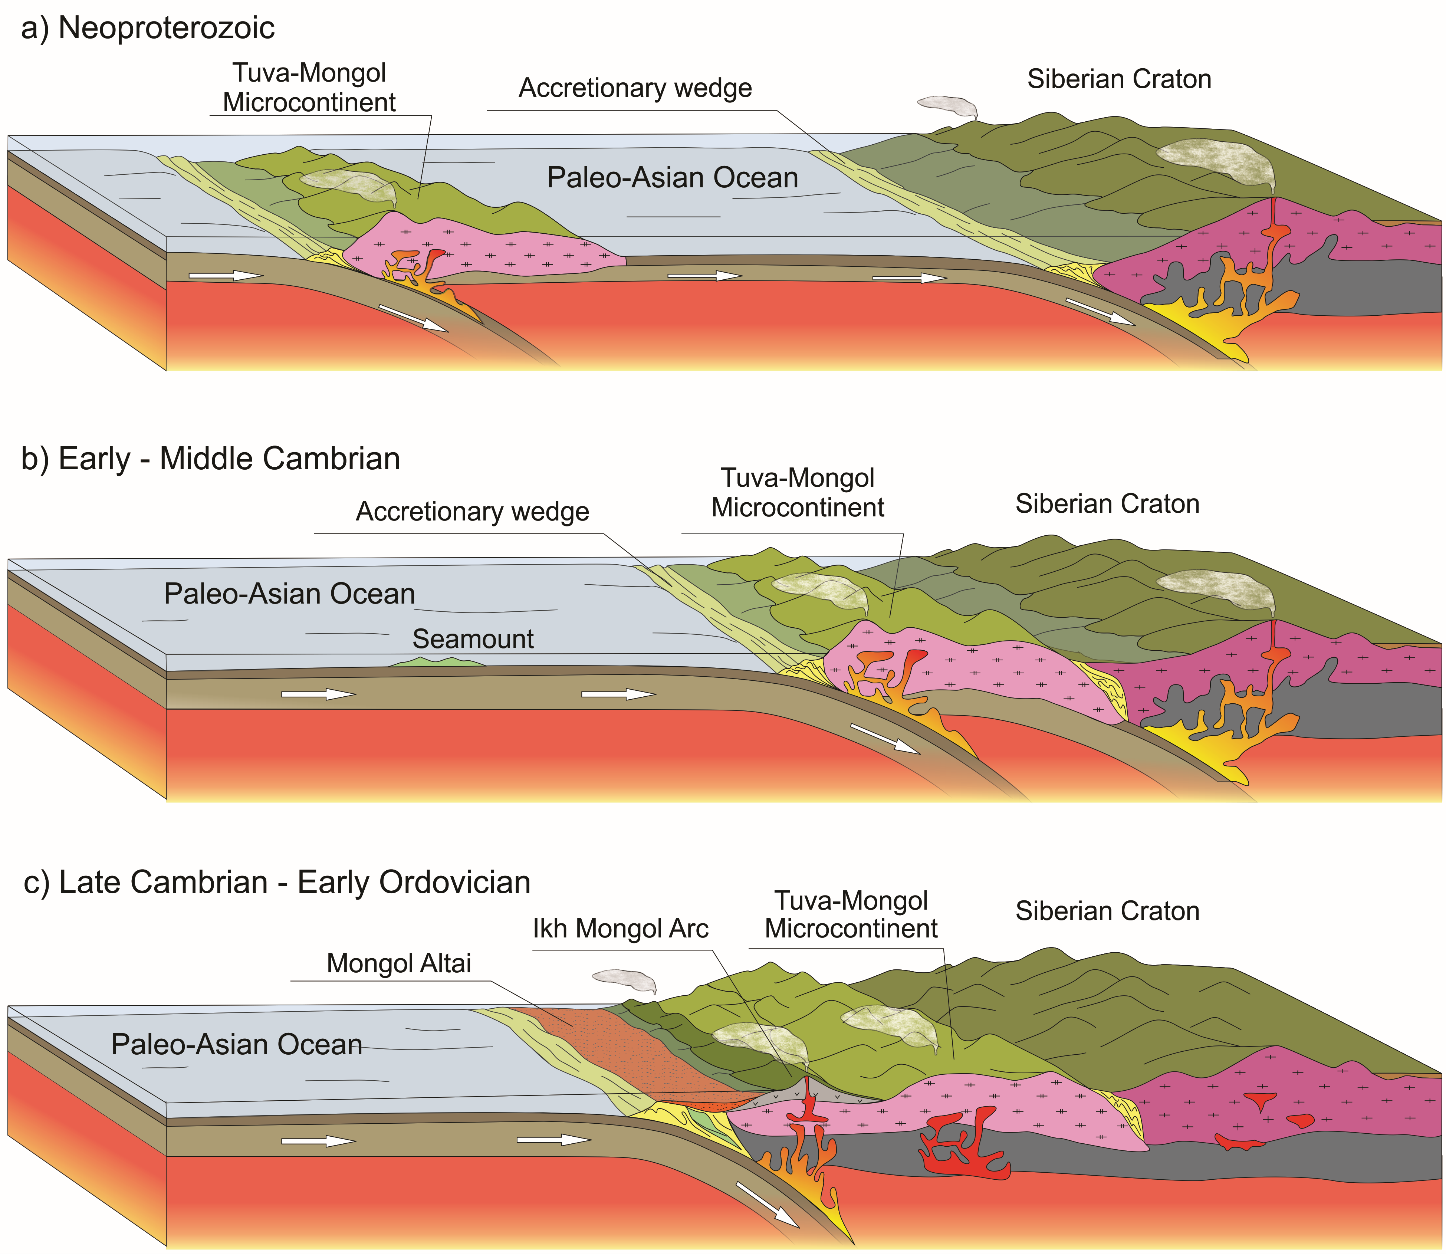 a) Neoproterozoic
Tuva-Mongol
Microcontinent
Accretionary wedge
Siberian Craton
Paleo-Asian Ocean
b) Early - Middle Cambrian
Tuva-Mongol
Microcontinent
Siberian Craton
Accretionary wedge
Paleo-Asian Ocean
Seamount
c) Late Cambrian - Early Ordovician
Tuva-Mongol
Microcontinent
Siberian Craton
Ikh Mongol Arc
Mongol Altai
Paleo-Asian Ocean